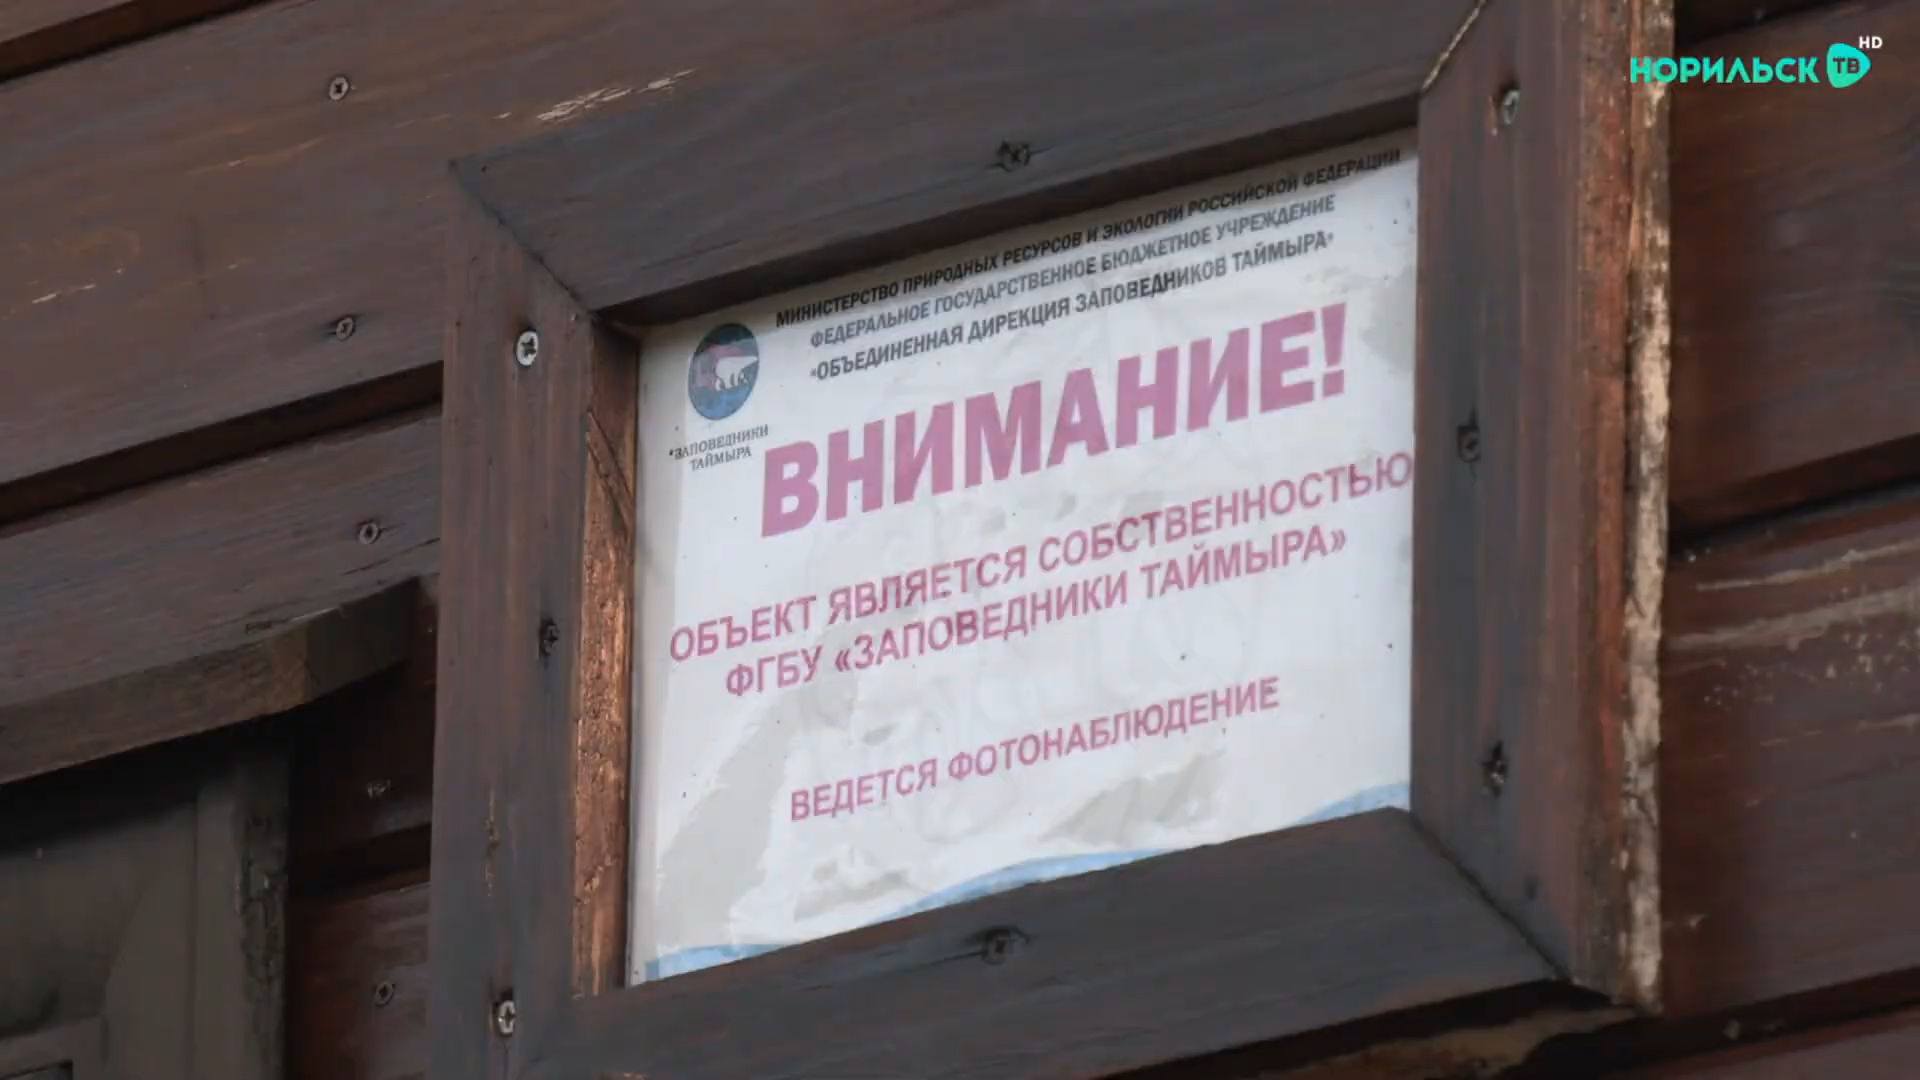 НОРИЛЬСК ТВ HD
МИНИСТЕРСТВО ПРИРОДНЫХ РЕСУРСОВ И ЭКОЛОГИИ РОССИЙСКОЙ ФЕДЕРАЦИИ
ФЕДЕРАЛЬНОЕ ГОСУДАРСТВЕННОЕ БЮДЖЕТНОЕ УЧРЕЖДЕНИЕ
«ОБЪЕДИНЕННАЯ ДИРЕКЦИЯ ЗАПОВЕДНИКОВ ТАЙМЫРА»
"ЗАПОВЕДНИКИ
ТАЙМЫРА
ВНИМАНИЕ!
ОБЪЕКТ ЯВЛЯЕТСЯ СОБСТВЕННОСТЬЮ
ФГБУ «ЗАПОВЕДНИКИ ТАЙМЫРА»
ВЕДЕТСЯ ФОТОНАБЛЮДЕНИЕ